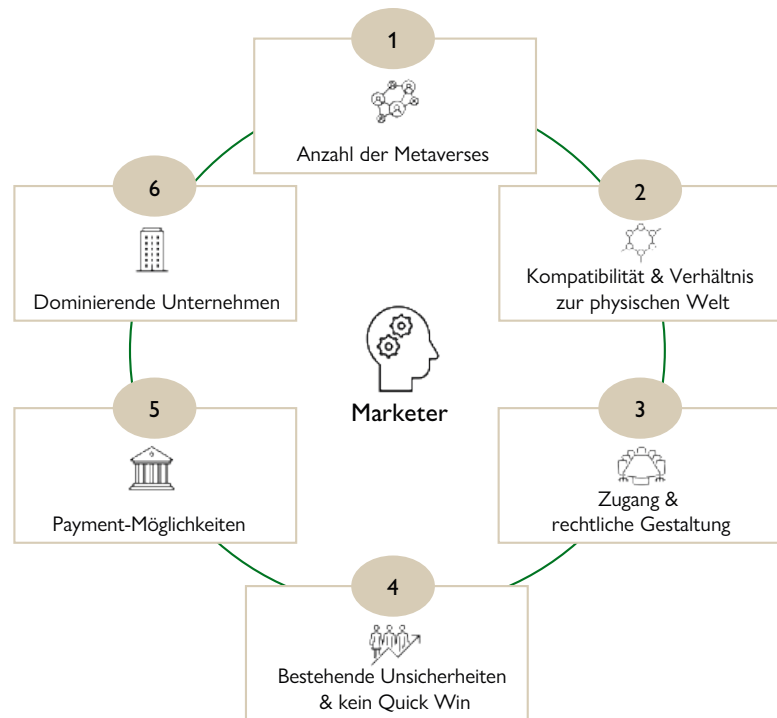 1
Anzahl der Metaverses
2
Kompatibilität & Verhältnis
zur physischen Welt
3
Zugang &
rechtliche Gestaltung
4
Bestehende Unsicherheiten
& kein Quick Win
5
Payment-Möglichkeiten
6
Dominierende Unternehmen
Marketer